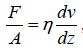 F/A = η dv/dz